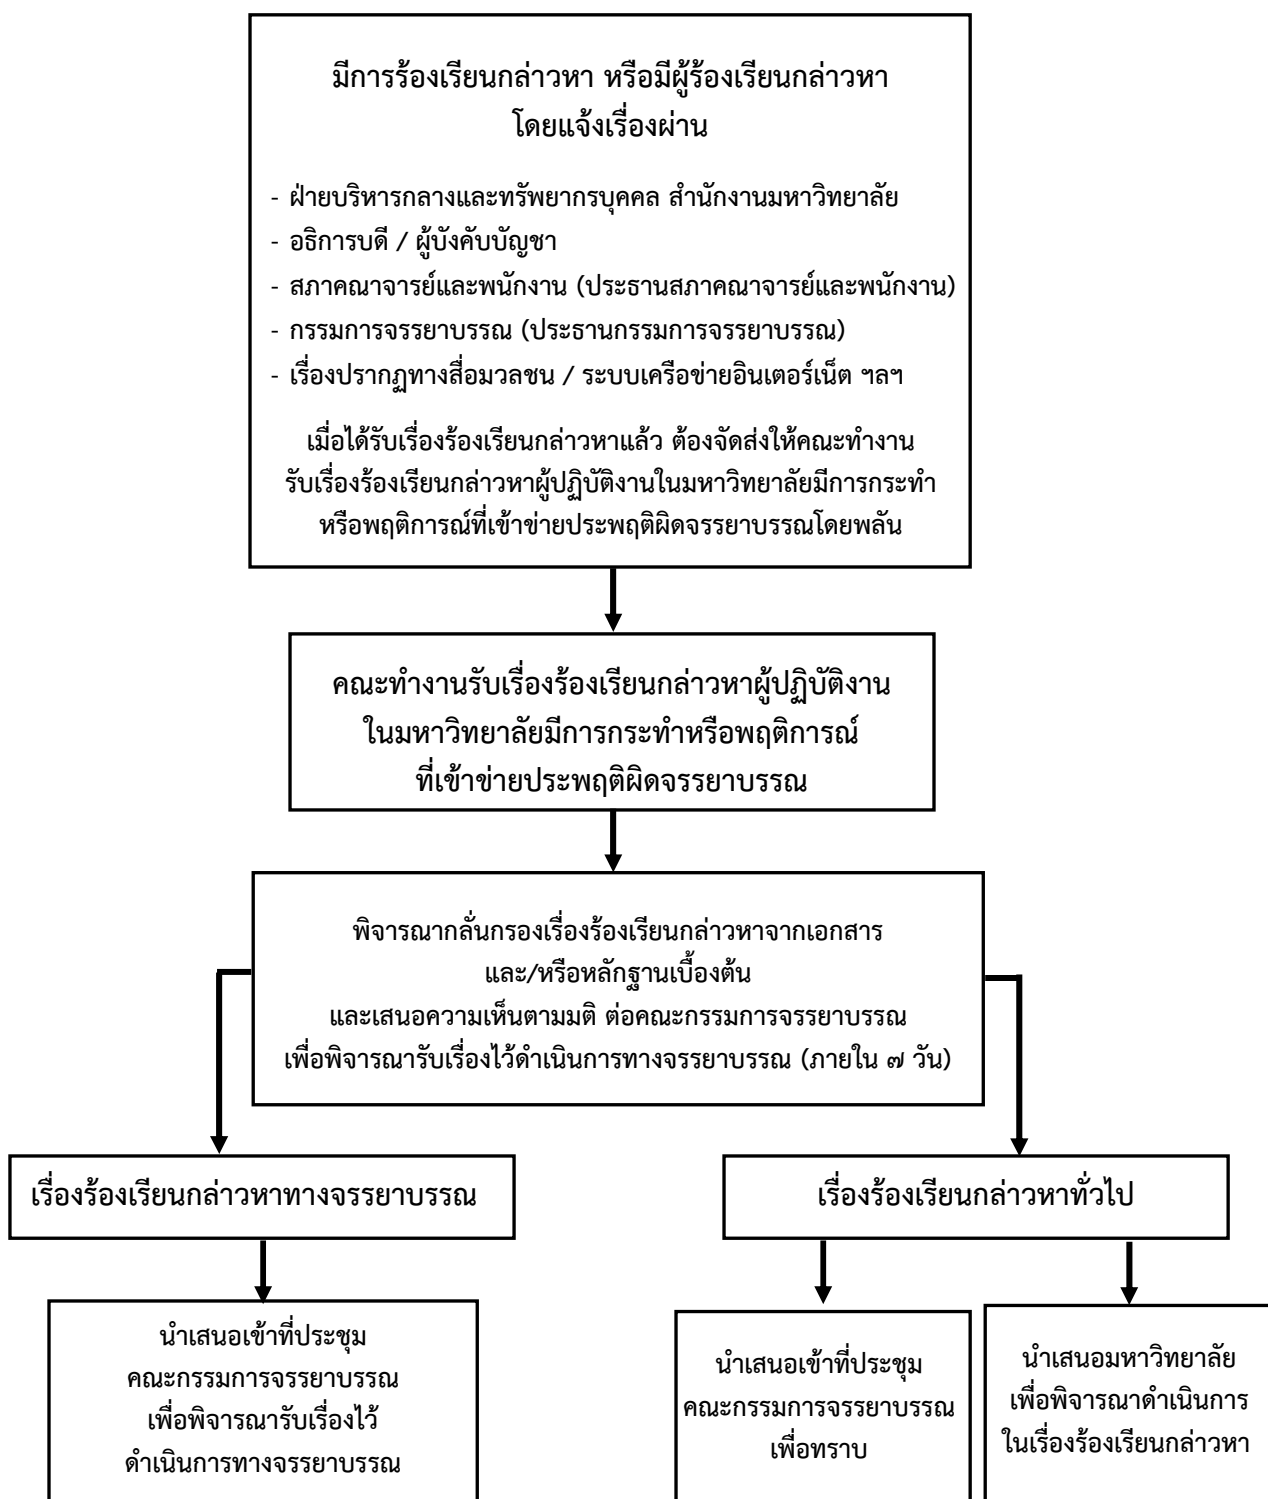 มีการร้องเรียนกล่าวหา หรือมีผู้ร้องเรียนกล่าวหา
โดยแจ้งเรื่องผ่าน
- ฝ่ายบริหารกลางและทรัพยากรบุคคล สำนักงานมหาวิทยาลัย
- อธิการบดี / ผู้บังคับบัญชา
- สภาคณาจารย์และพนักงาน (ประธานสภาคณาจารย์และพนักงาน)
- กรรมการจรรยาบรรณ (ประธานกรรมการจรรยาบรรณ)
- เรื่องปรากฏทางสื่อมวลชน / ระบบเครือข่ายอินเตอร์เน็ต ฯลฯ
เมื่อได้รับเรื่องร้องเรียนกล่าวหาแล้ว ต้องจัดส่งให้คณะทำงาน
รับเรื่องร้องเรียนกล่าวหาผู้ปฏิบัติงานในมหาวิทยาลัยมีการกระทำ
หรือพฤติการณ์ที่เข้าข่ายประพฤติผิดจรรยาบรรณโดยพลัน
คณะทำงานรับเรื่องร้องเรียนกล่าวหาผู้ปฏิบัติงาน
ในมหาวิทยาลัยมีการกระทำหรือพฤติการณ์
ที่เข้าข่ายประพฤติผิดจรรยาบรรณ
พิจารณากลั่นกรองเรื่องร้องเรียนกล่าวหาจากเอกสาร
และ/หรือหลักฐานเบื้องต้น
และเสนอความเห็นตามมติ ต่อคณะกรรมการจรรยาบรรณ
เพื่อพิจารณารับเรื่องไว้ดำเนินการทางจรรยาบรรณ (ภายใน ๗ วัน)
เรื่องร้องเรียนกล่าวหาทางจรรยาบรรณ
เรื่องร้องเรียนกล่าวหาทั่วไป
นำเสนอเข้าที่ประชุม
คณะกรรมการจรรยาบรรณ
เพื่อพิจารณารับเรื่องไว้
ดำเนินการทางจรรยาบรรณ
นำเสนอเข้าที่ประชุม
คณะกรรมการจรรยาบรรณ
เพื่อทราบ
นำเสนอมหาวิทยาลัย
เพื่อพิจารณาดำเนินการ
ในเรื่องร้องเรียนกล่าวหา